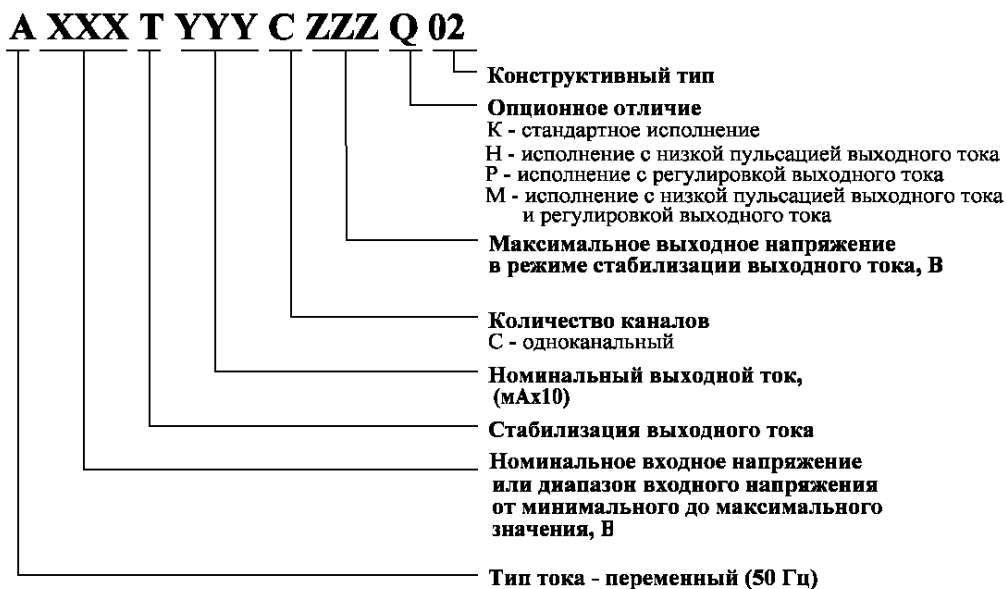 A XXX T YYY C ZZZ Q 02
Конструктивный тип
Опционное отличие
К - стандартное исполнение
Н - исполнение с низкой пульсацией выходного тока
Р - исполнение с регулировкой выходного тока
М - исполнение с низкой пульсацией выходного тока
и регулировкой выходного тока
Максимальное выходное напряжение
в режиме стабилизации выходного тока, В
Количество каналов
С - одноканальный
Номинальный выходной ток,
(мАх10)
Стабилизация выходного тока
Номинальное входное напряжение
или диапазон входного напряжения
от минимального до максимального
значения, В
Тип тока - переменный (50 Гц)